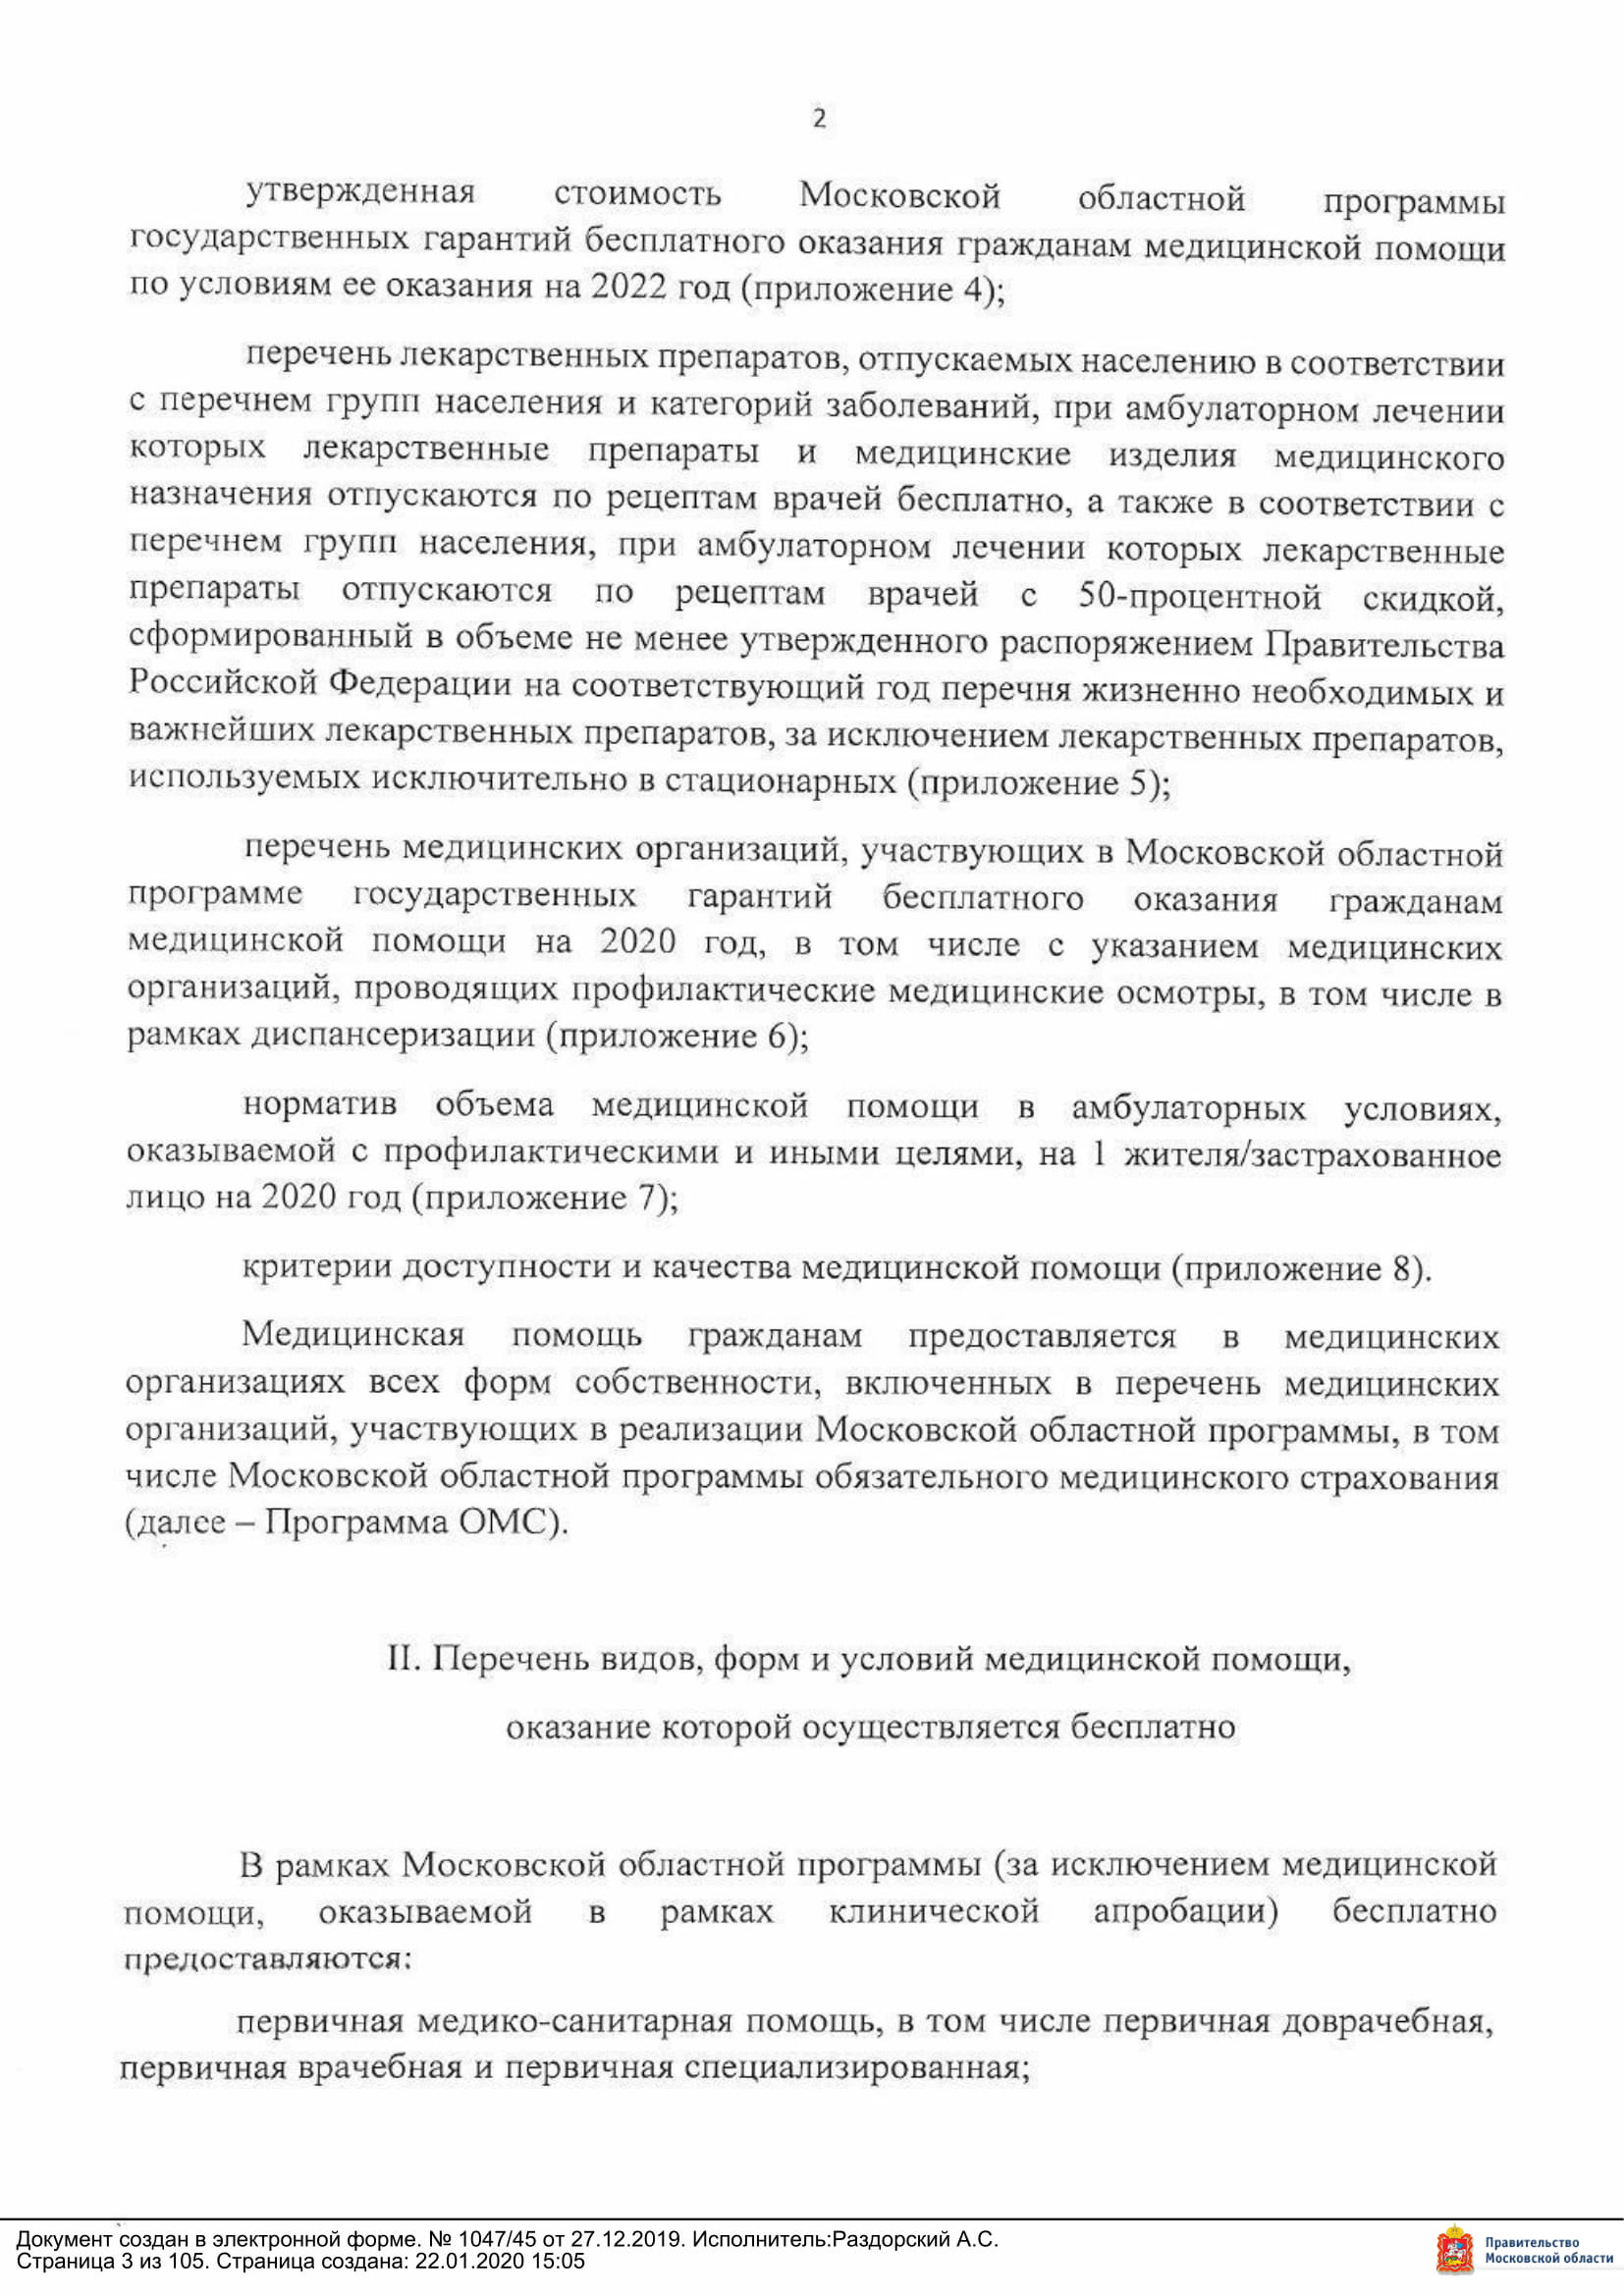 2
утвержденная стоимость Московской областной программы
государственных гарантий бесплатного оказания гражданам медицинской помощи
по условиям ее оказания на 2022 год (приложение 4);
перечень лекарственных препаратов, отпускаемых населению в соответствии
с перечнем групп населения и категорий заболеваний, при амбулаторном лечении
которых лекарственные препараты и медицинские изделия медицинского
назначения отпускаются по рецептам врачей бесплатно, а также в соответствии с
перечнем групп населения, при амбулаторном лечении которых лекарственные
препараты отпускаются по рецептам врачей с 50-процентной скидкой,
сформированный в объеме не менее утвержденного распоряжением Правительства
Российской Федерации на соответствующий год перечня жизненно необходимых и
важнейших лекарственных препаратов, за исключением лекарственных препаратов,
используемых исключительно в стационарных (приложение 5);
перечень медицинских организаций, участвующих в Московской областной
программе государственных гарантий бесплатного оказания гражданам
медицинской помощи на 2020 год, в том числе с указанием медицинских
организаций, проводящих профилактические медицинские осмотры, в том числе в
рамках диспансеризации (приложение 6);
норматив объема медицинской помощи в амбулаторных условиях,
оказываемой с профилактическими и иными целями, на 1 жителя/застрахованное
лицо на 2020 год (приложение 7);
критерии доступности и качества медицинской помощи (приложение 8).
Медицинская помощь гражданам предоставляется в медицинских
организациях всех форм собственности, включенных в перечень медицинских
организаций, участвующих в реализации Московской областной программы, в том
числе Московской областной программы обязательного медицинского страхования
(далее – Программа ОМС).
II. Перечень видов, форм и условий медицинской помощи,
оказание которой осуществляется бесплатно
В рамках Московской областной программы (за исключением медицинской
помощи, оказываемой в рамках клинической апробации) бесплатно
предоставляются:
первичная медико-санитарная помощь, в том числе первичная доврачебная,
первичная врачебная и первичная специализированная;
Документ создан в электронной форме. № 1047/45 от 27.12.2019. Исполнитель:Раздорский А.С.
Страница 3 из 105. Страница создана: 22.01.2020 15:05
Правительство
Московской области